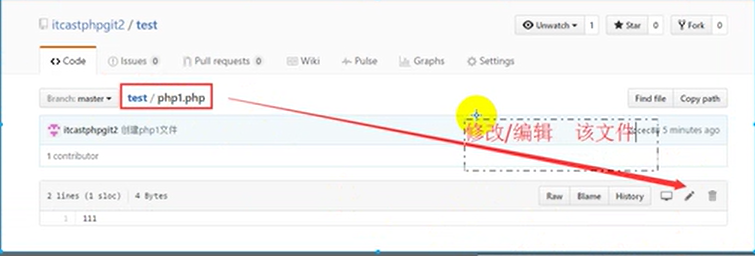 itcastphpgit2 / test
Unwatch 1 Star 0 Fork 0
Code Issues 0 Pull requests 0 Wiki Pulse Graphs Settings
Branch: master test / php1.php Find file Copy path
itcastphpgit2 创建php1文件 5 minutes ago
修改/编辑 该文件
1 contributor
2 lines (1 sloc) 4 Bytes Raw Blame History
1 111